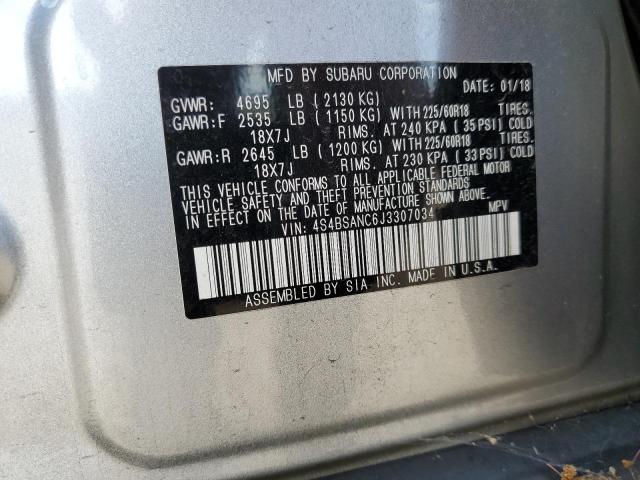 MFD BY SUBARU CORPORATION
DATE: 01/18
GVWR: 4695 LB (2130 KG)
GAWR:F 2535 LB (1150 KG) WITH 225/60R18 TIRES.
18X7J RIMS. AT 240 KPA (35 PSI) COLD
GAWR:R 2645 LB (1200 KG) WITH 225/60R18 TIRES.
18X7J RIMS. AT 230 KPA (33 PSI) COLD
THIS VEHICLE CONFORMS TO ALL APPLICABLE FEDERAL MOTOR
VEHICLE SAFETY AND THEFT PREVENTION STANDARDS
IN EFFECT ON THE DATE OF MANUFACTURE SHOWN ABOVE.
VIN: 4S4BSANC6J3307034 MPV
ASSEMBLED BY SIA INC. MADE IN U.S.A.